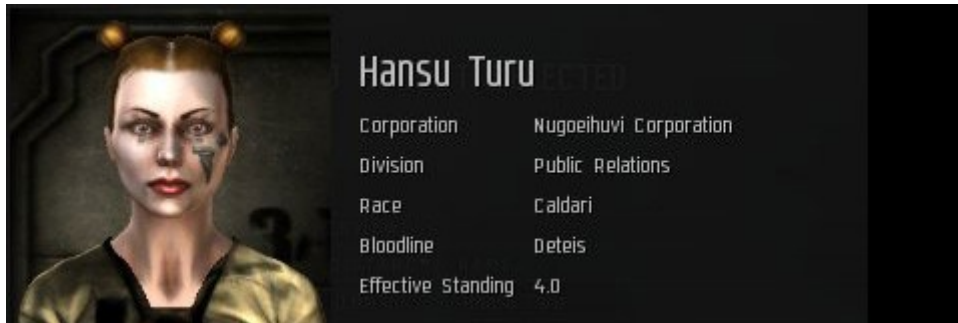 Hansu Turu
Corporation Nugoeihuvi Corporation
Division Public Relations
Race Caldari
Bloodline Deteis
Effective Standing 4.0